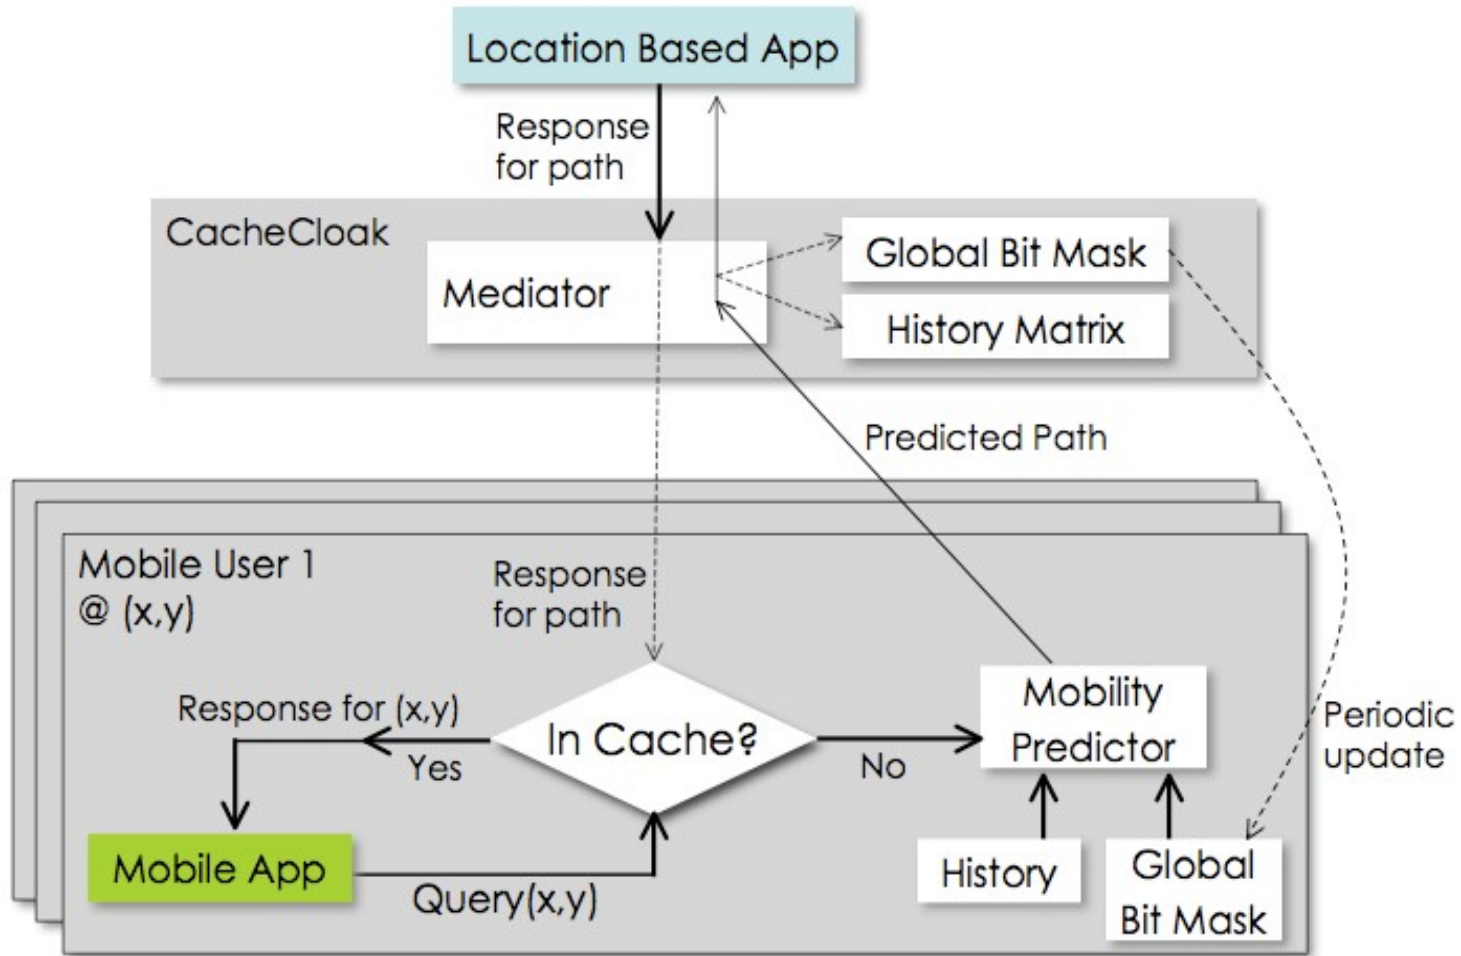 Location Based App
Response
for path
CacheCloak
Mediator
Global Bit Mask
History Matrix
Predicted Path
Mobile User 1
@ (x,y)
Response
for path
Response for (x,y)
Yes
In Cache?
No
Mobility
Predictor
Periodic
update
Mobile App
Query(x,y)
History
Global
Bit Mask